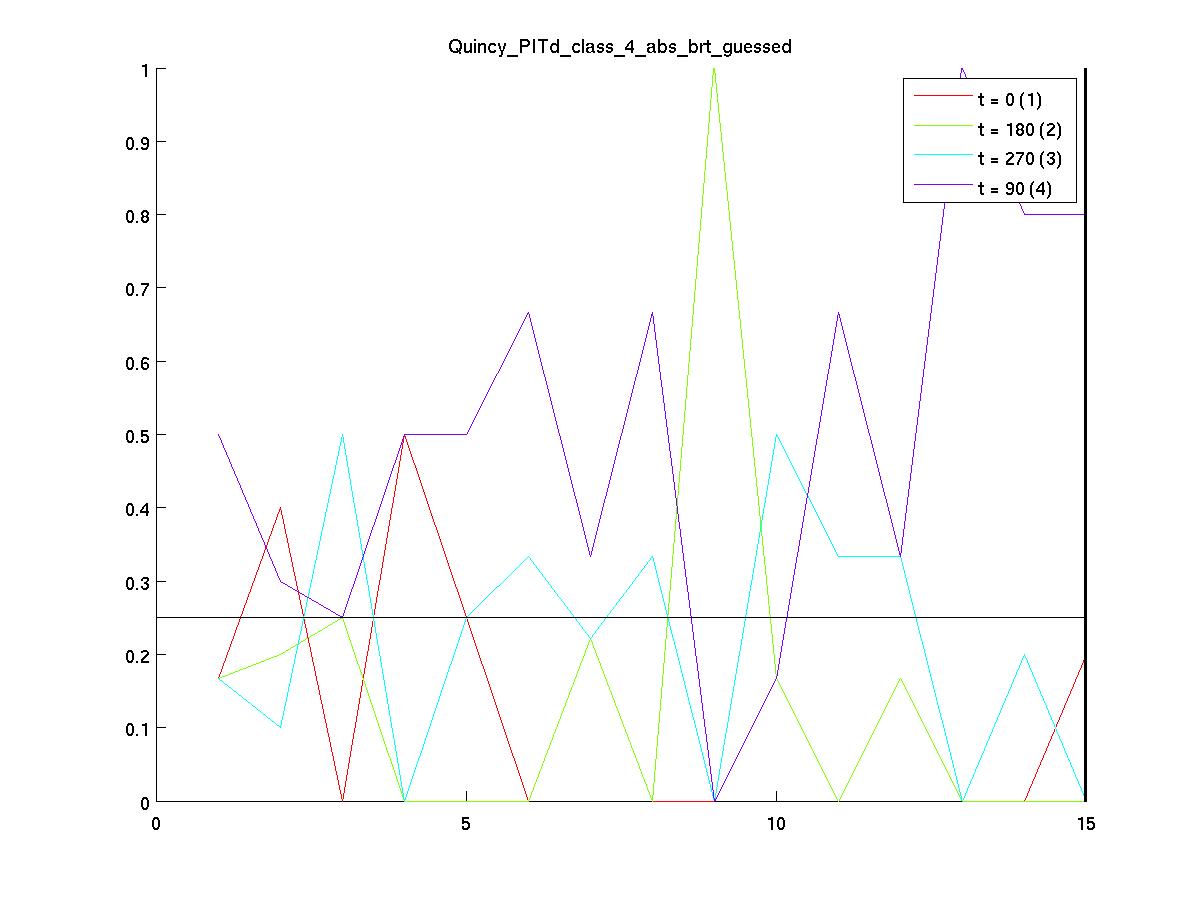 Quincy_PITd_class_4_abs_brt_guessed
1
t = 0 (1)
0.9
t = 180 (2)
t = 270 (3)
t = 90 (4)
0.8
0.7
0.6
0.5
0.4
0.3
0.2
0.1
0
0 5 10 15